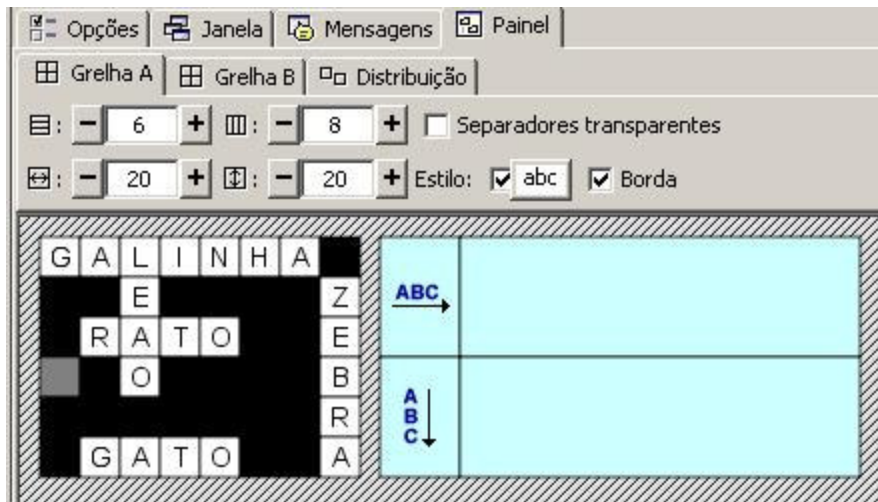 Opções Janela Mensagens Painel
Grelha A Grelha B Distribuição
: - 6 + : - 8 + Separadores transparentes
: - 20 + : - 20 + Estilo: abc Borda
G A L I N H A
E Z
R A T O E
O B
R
G A T O A
ABC
A
B
C